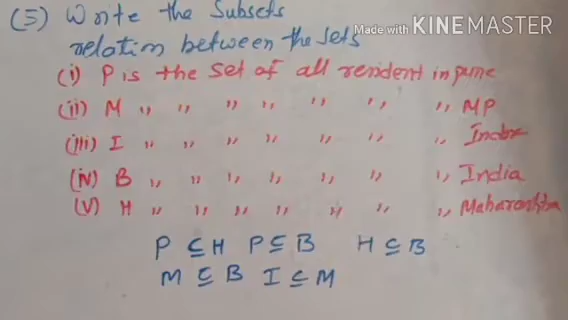 (5) Write the Subsets
Made with KINEMASTER
relation between the sets
(i) P is the set of all resident in pune
(ii) M ,, ,, ,, ,, ,, ,, ,, MP
(iii) I ,, ,, ,, ,, ,, ,, ,, Indor
(iv) B ,, ,, ,, ,, ,, ,, ,, India
(v) H ,, ,, ,, ,, ,, ,, ,, Maharashtra
P ⊆ H P ⊆ B H ⊆ B
M ⊆ B I ⊆ M